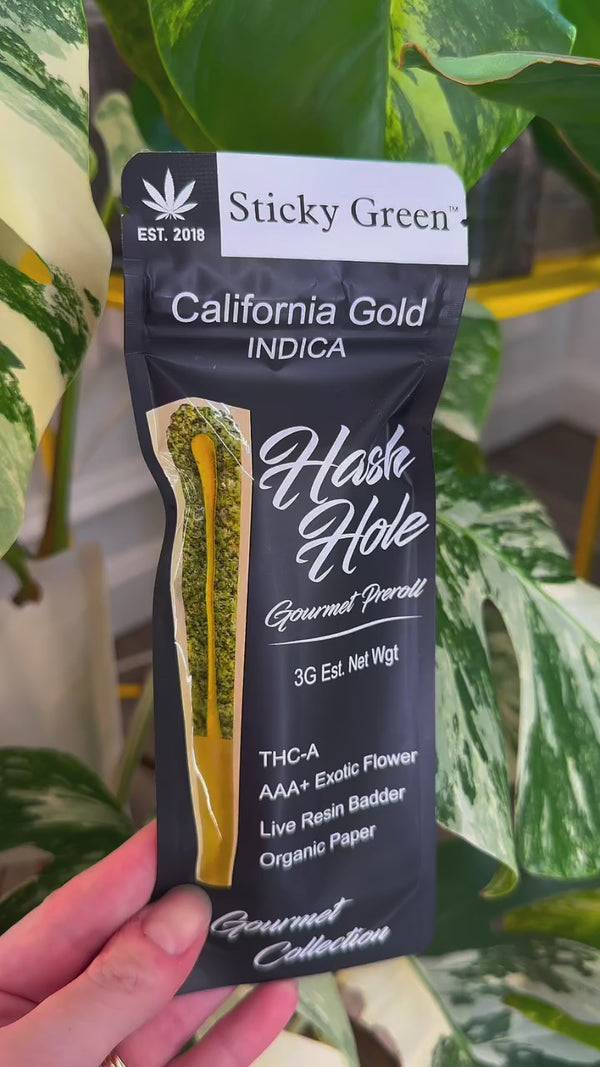 Sticky Green™
EST. 2018
California Gold
INDICA
Hash
Hole
Gourmet Preroll
3G Est. Net Wgt
THC-A
AAA+ Exotic Flower
Live Resin Badder
Organic Paper
Gourmet
Collection